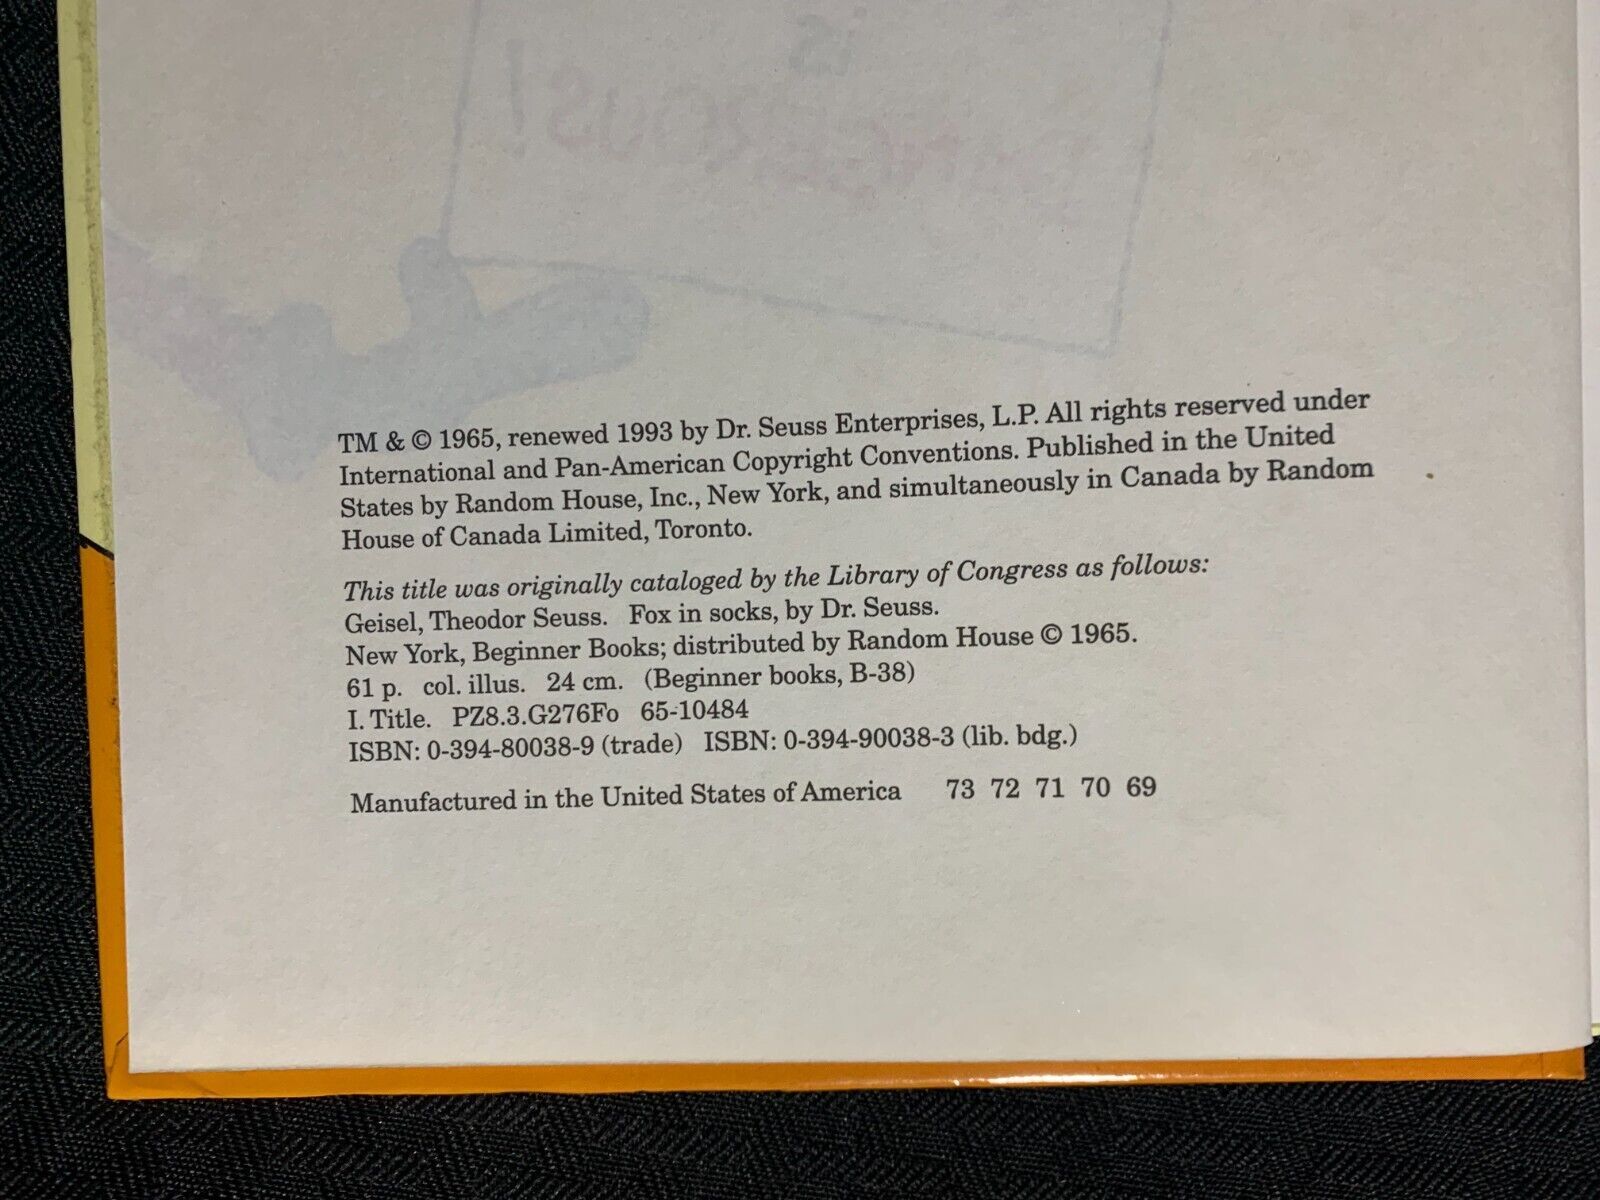 is
DANGEROUS!
TM & © 1965, renewed 1993 by Dr. Seuss Enterprises, L.P. All rights reserved under
International and Pan-American Copyright Conventions. Published in the United
States by Random House, Inc., New York, and simultaneously in Canada by Random
House of Canada Limited, Toronto.
This title was originally cataloged by the Library of Congress as follows:
Geisel, Theodor Seuss. Fox in socks, by Dr. Seuss.
New York, Beginner Books; distributed by Random House © 1965.
61 p. col. illus. 24 cm. (Beginner books, B-38)
I. Title. PZ8.3.G276Fo 65-10484
ISBN: 0-394-80038-9 (trade) ISBN: 0-394-90038-3 (lib. bdg.)
Manufactured in the United States of America 73 72 71 70 69